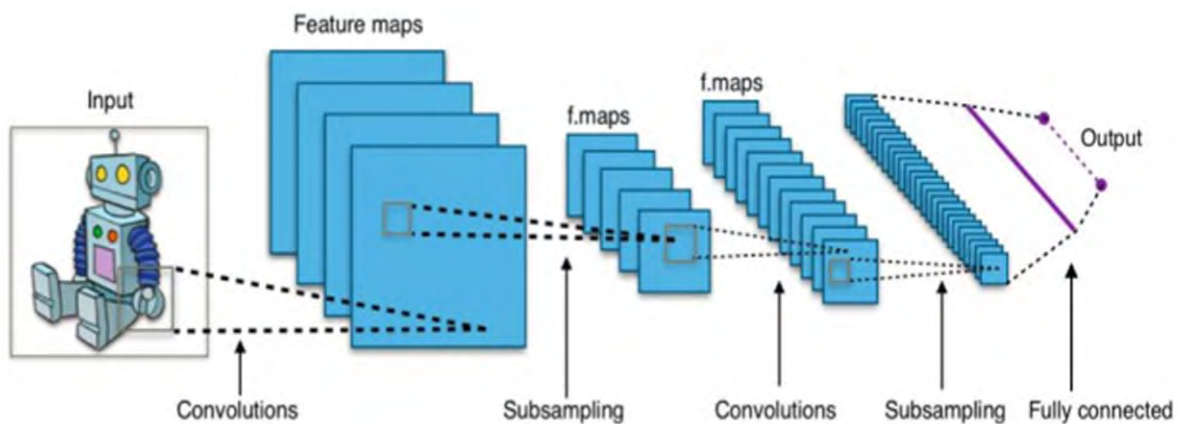 Feature maps
f.maps
Input
f.maps
Output
Convolutions
Subsampling
Convolutions
Subsampling
Fully connected